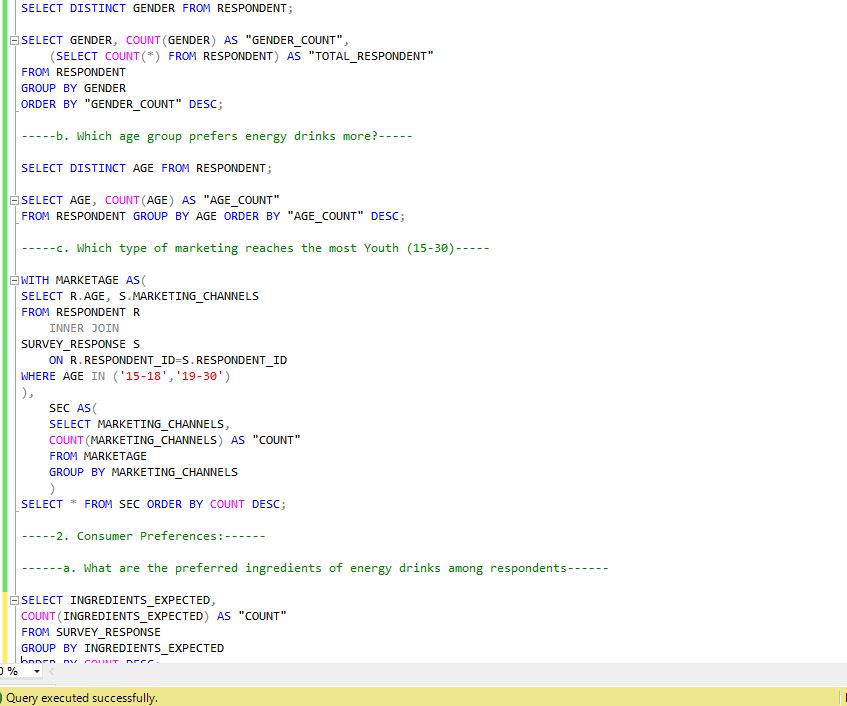 SELECT DISTINCT GENDER FROM RESPONDENT;
SELECT GENDER, COUNT(GENDER) AS "GENDER_COUNT",
(SELECT COUNT(*) FROM RESPONDENT) AS "TOTAL_RESPONDENT"
FROM RESPONDENT
GROUP BY GENDER
ORDER BY "GENDER_COUNT" DESC;
-----b. Which age group prefers energy drinks more?-----
SELECT DISTINCT AGE FROM RESPONDENT;
SELECT AGE, COUNT(AGE) AS "AGE_COUNT"
FROM RESPONDENT GROUP BY AGE ORDER BY "AGE_COUNT" DESC;
-----c. Which type of marketing reaches the most Youth (15-30)-----
WITH MARKETAGE AS(
SELECT R.AGE, S.MARKETING_CHANNELS
FROM RESPONDENT R
INNER JOIN
SURVEY_RESPONSE S
ON R.RESPONDENT_ID=S.RESPONDENT_ID
WHERE AGE IN ('15-18','19-30')
),
SEC AS(
SELECT MARKETING_CHANNELS,
COUNT(MARKETING_CHANNELS) AS "COUNT"
FROM MARKETAGE
GROUP BY MARKETING_CHANNELS
)
SELECT * FROM SEC ORDER BY COUNT DESC;
-----2. Consumer Preferences:------
------a. What are the preferred ingredients of energy drinks among respondents------
SELECT INGREDIENTS_EXPECTED,
COUNT(INGREDIENTS_EXPECTED) AS "COUNT"
FROM SURVEY_RESPONSE
GROUP BY INGREDIENTS_EXPECTED
ORDER BY COUNT DESC;
0 %
Query executed successfully.